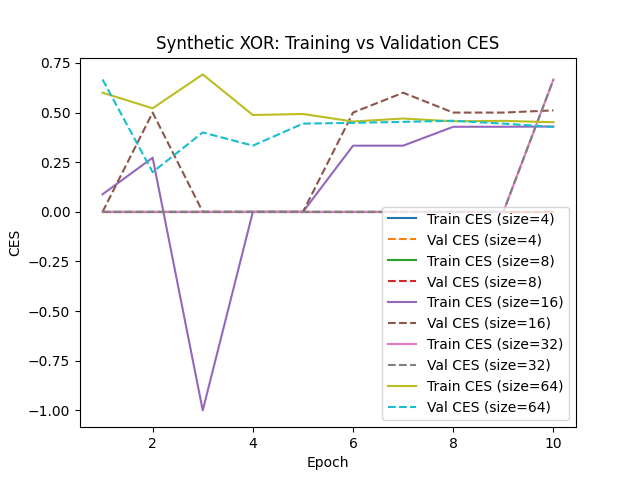 Synthetic XOR: Training vs Validation CES
CES
0.75
0.50
0.25
0.00
−0.25
−0.50
−0.75
−1.00
2
4
6
8
10
Epoch
Train CES (size=4)
Val CES (size=4)
Train CES (size=8)
Val CES (size=8)
Train CES (size=16)
Val CES (size=16)
Train CES (size=32)
Val CES (size=32)
Train CES (size=64)
Val CES (size=64)